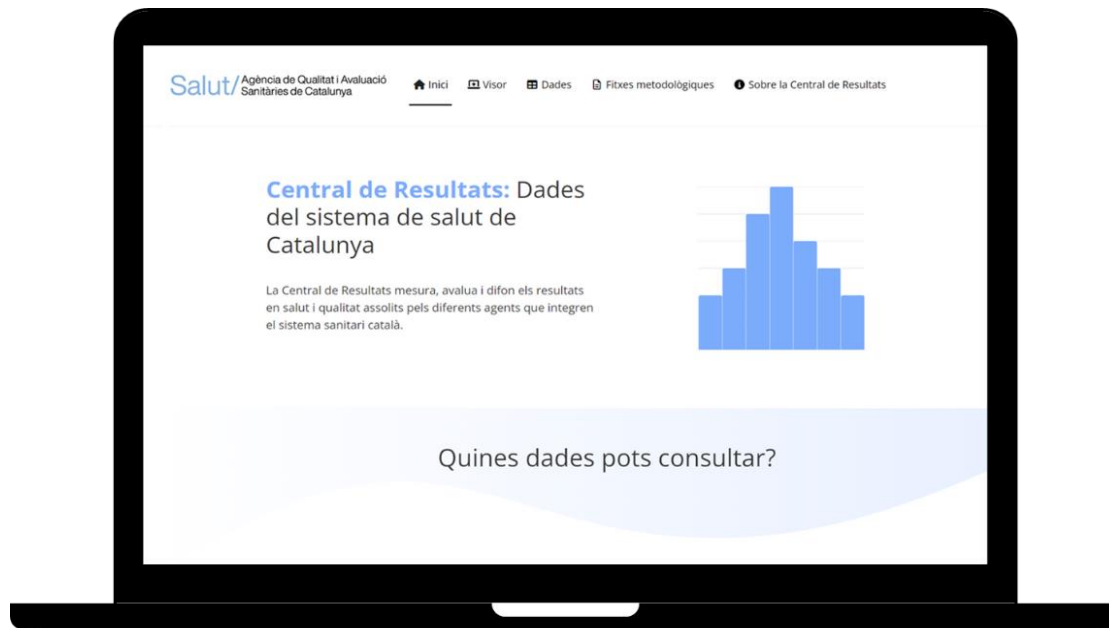 Salut/ Agència de Qualitat i Avaluació
Sanitàries de Catalunya
Inici Visor Dades Fitxes metodològiques Sobre la Central de Resultats
Central de Resultats: Dades
del sistema de salut de
Catalunya
La Central de Resultats mesura, avalua i difon els resultats
en salut i qualitat assolits pels diferents agents que integren
el sistema sanitari català.
Quines dades pots consultar?